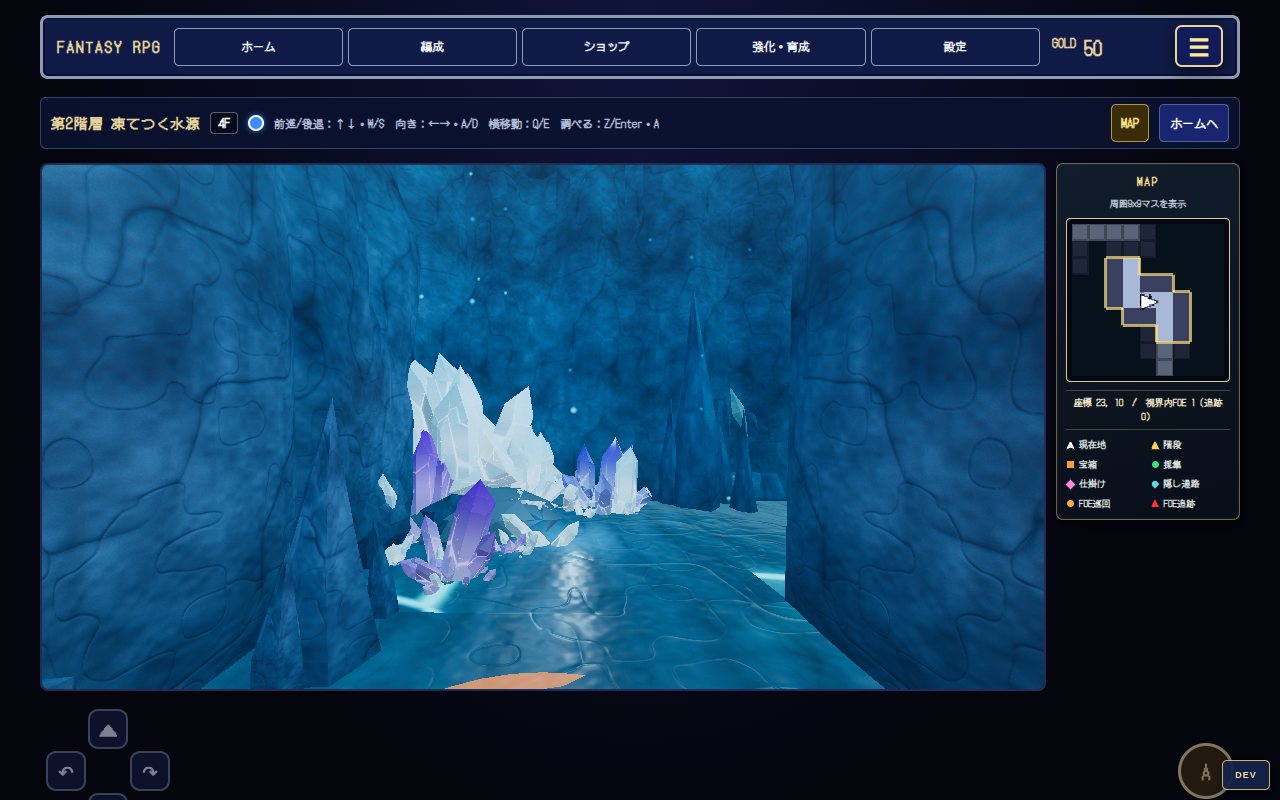 FANTASY RPG
ホーム
編成
ショップ
強化・育成
設定
GOLD 50
第2階層 凍てつく水源
4F
前進/後退：↑↓・W/S 向き：←→・A/D 横移動：Q/E 調べる：Z/Enter・A
MAP
ホームへ
MAP
周囲9x9マスを表示
座標 23, 10 / 視界内FOE 1 (追跡
0)
現在地
階段
宝箱
採集
仕掛け
隠し通路
FOE巡回
FOE追跡
A
DEV